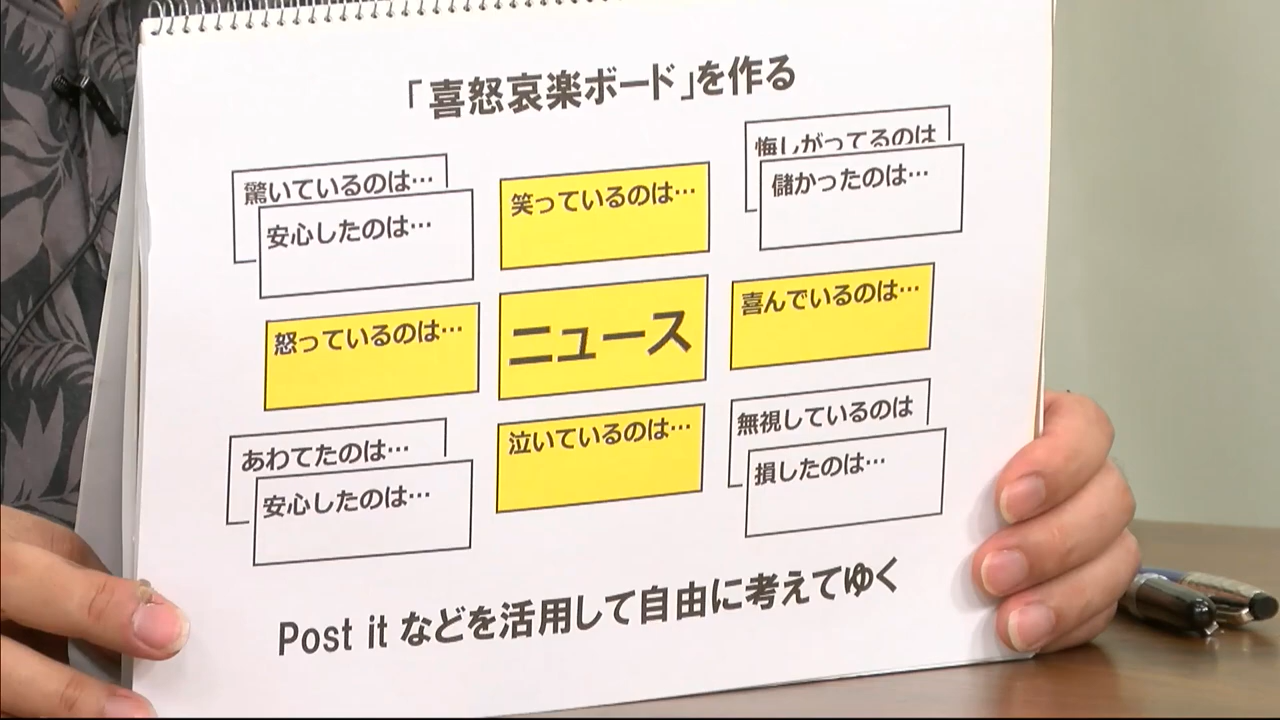 「喜怒哀楽ボード」を作る
驚いているのは…
安心したのは…
笑っているのは…
悔しがってるのは
儲かったのは…
怒っているのは…
ニュース
喜んでいるのは…
あわてたのは…
安心したのは…
泣いているのは…
無視しているのは
損したのは…
Post it などを活用して自由に考えてゆく